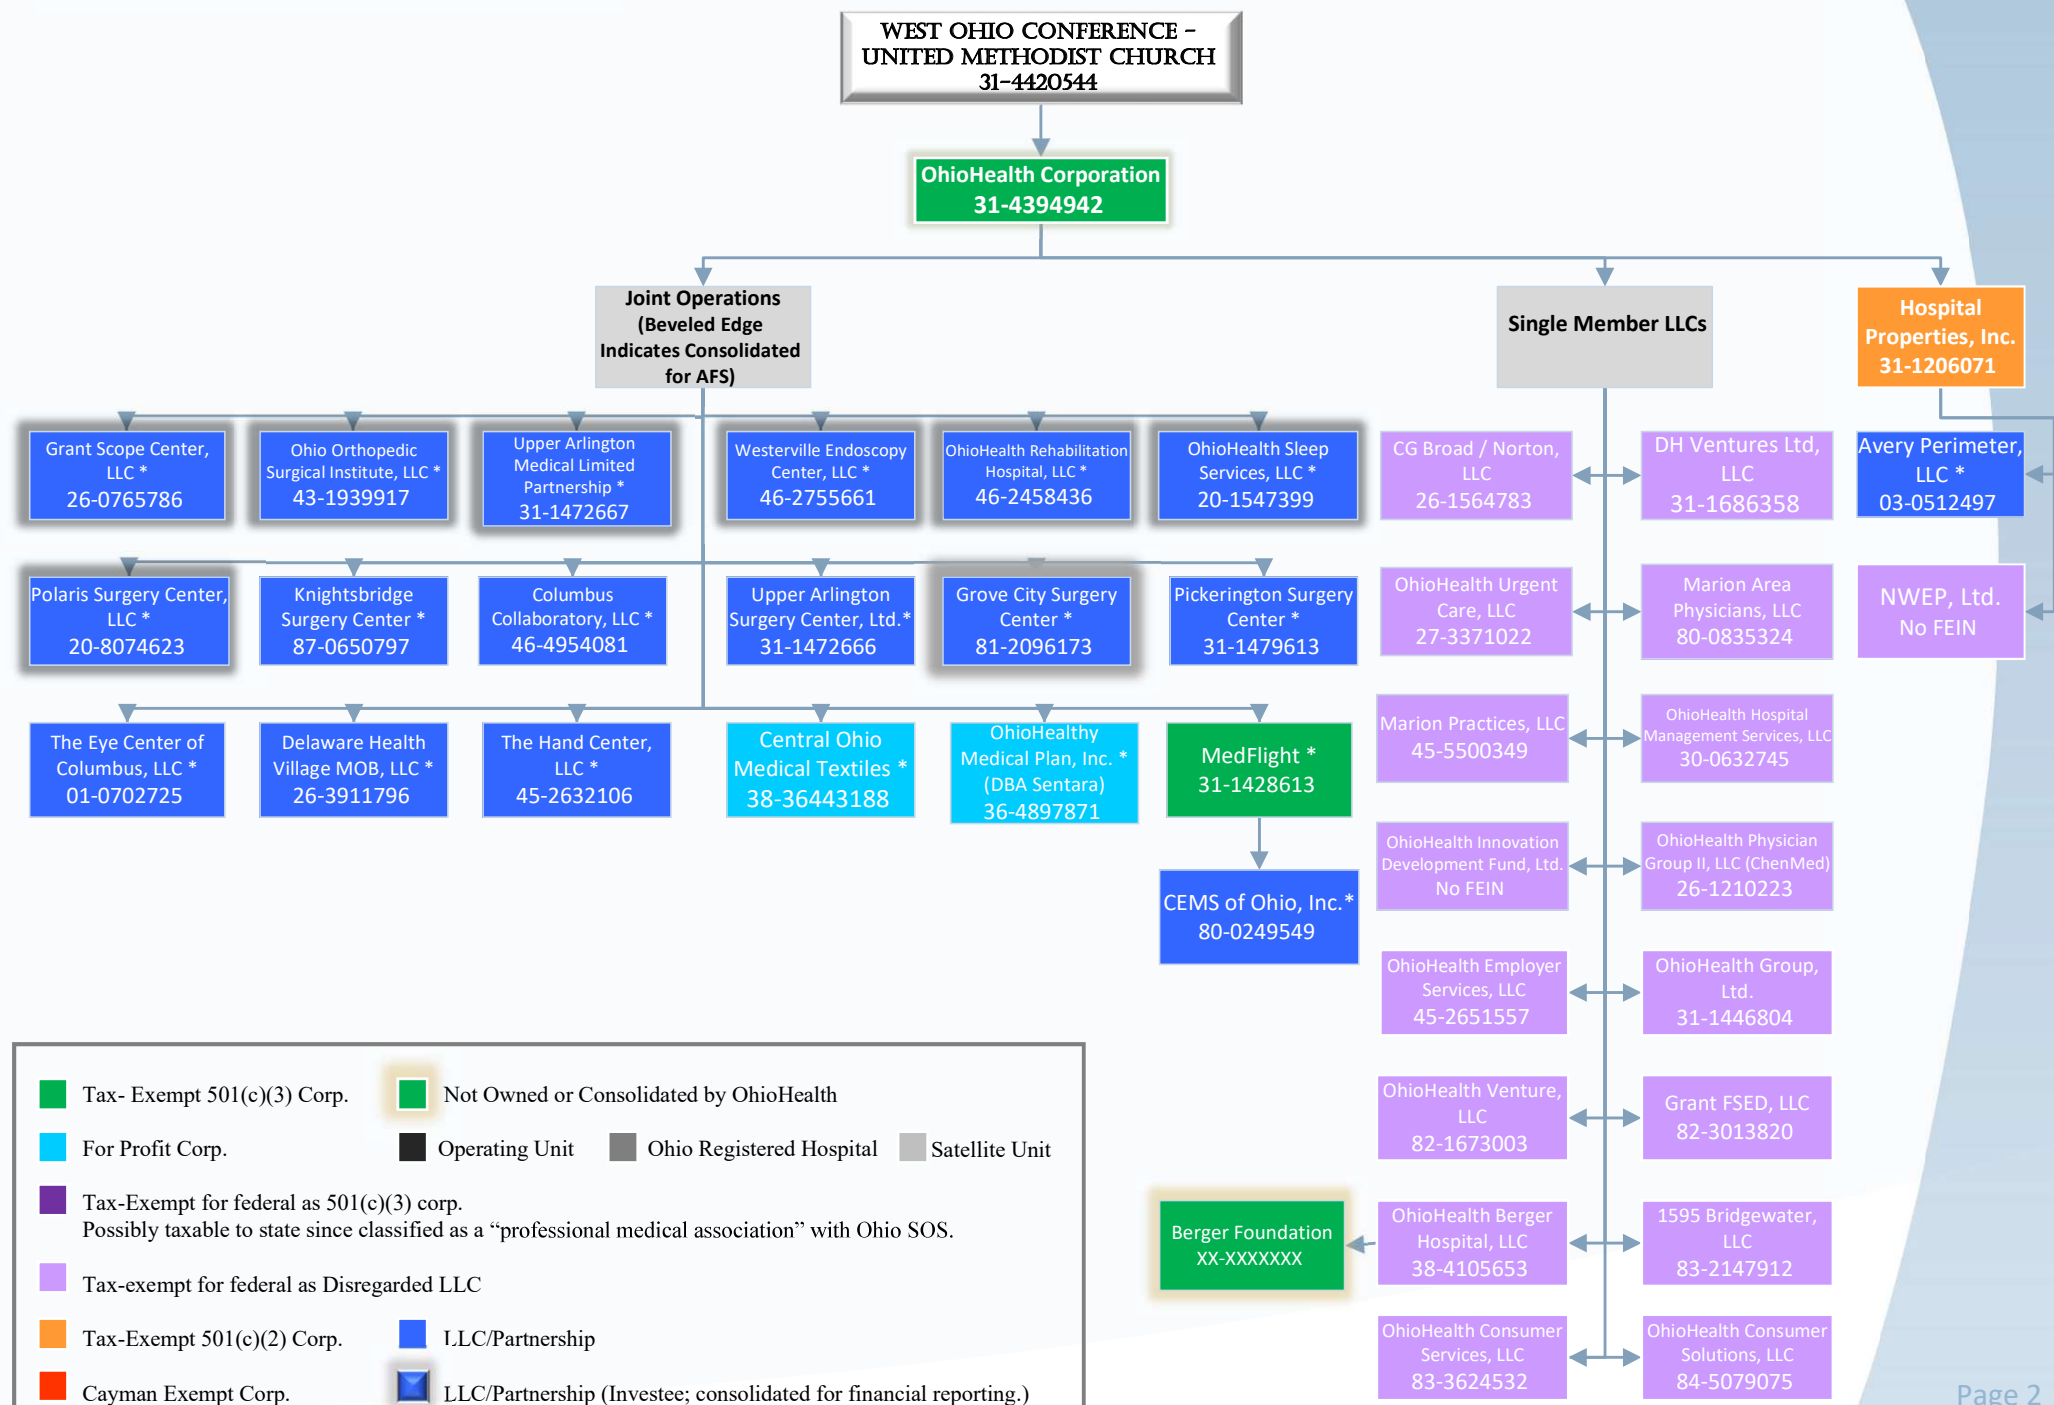 WEST OHIO CONFERENCE –
UNITED METHODIST CHURCH
31-4420544
OhioHealth Corporation
31-4394942
Joint Operations
(Beveled Edge
Indicates Consolidated
for AFS)
Single Member LLCs
Hospital
Properties, Inc.
31-1206071
Grant Scope Center,
LLC *
26-0765786
Ohio Orthopedic
Surgical Institute, LLC *
43-1939917
Upper Arlington
Medical Limited
Partnership *
31-1472667
Westerville Endoscopy
Center, LLC *
46-2755661
OhioHealth Rehabilitation
Hospital, LLC *
46-2458436
OhioHealth Sleep
Services, LLC *
20-1547399
CG Broad / Norton,
LLC
26-1564783
DH Ventures Ltd,
LLC
31-1686358
Avery Perimeter,
LLC *
03-0512497
Polaris Surgery Center,
LLC *
20-8074623
Knightsbridge
Surgery Center *
87-0650797
Columbus
Collaboratory, LLC *
46-4954081
Upper Arlington
Surgery Center, Ltd.*
31-1472666
Grove City Surgery
Center *
81-2096173
Pickerington Surgery
Center *
31-1479613
OhioHealth Urgent
Care, LLC
27-3371022
Marion Area
Physicians, LLC
80-0835324
NWEP, Ltd.
No FEIN
The Eye Center of
Columbus, LLC *
01-0702725
Delaware Health
Village MOB, LLC *
26-3911796
The Hand Center,
LLC *
45-2632106
Central Ohio
Medical Textiles *
38-36443188
OhioHealthy
Medical Plan, Inc. *
(DBA Sentara)
36-4897871
MedFlight *
31-1428613
Marion Practices, LLC
45-5500349
OhioHealth Hospital
Management Services, LLC
30-0632745
CEMS of Ohio, Inc.*
80-0249549
OhioHealth Innovation
Development Fund, Ltd.
No FEIN
OhioHealth Physician
Group II, LLC (ChenMed)
26-1210223
OhioHealth Employer
Services, LLC
45-2651557
OhioHealth Group,
Ltd.
31-1446804
OhioHealth Venture,
LLC
82-1673003
Grant FSED, LLC
82-3013820
Berger Foundation
XX-XXXXXXX
OhioHealth Berger
Hospital, LLC
38-4105653
1595 Bridgewater,
LLC
83-2147912
OhioHealth Consumer
Services, LLC
83-3624532
OhioHealth Consumer
Solutions, LLC
84-5079075
Tax- Exempt 501(c)(3) Corp.
Not Owned or Consolidated by OhioHealth
For Profit Corp.
Operating Unit
Ohio Registered Hospital
Satellite Unit
Tax-Exempt for federal as 501(c)(3) corp.
Possibly taxable to state since classified as a “professional medical association” with Ohio SOS.
Tax-exempt for federal as Disregarded LLC
Tax-Exempt 501(c)(2) Corp.
LLC/Partnership
Cayman Exempt Corp.
LLC/Partnership (Investee; consolidated for financial reporting.)
Page 2